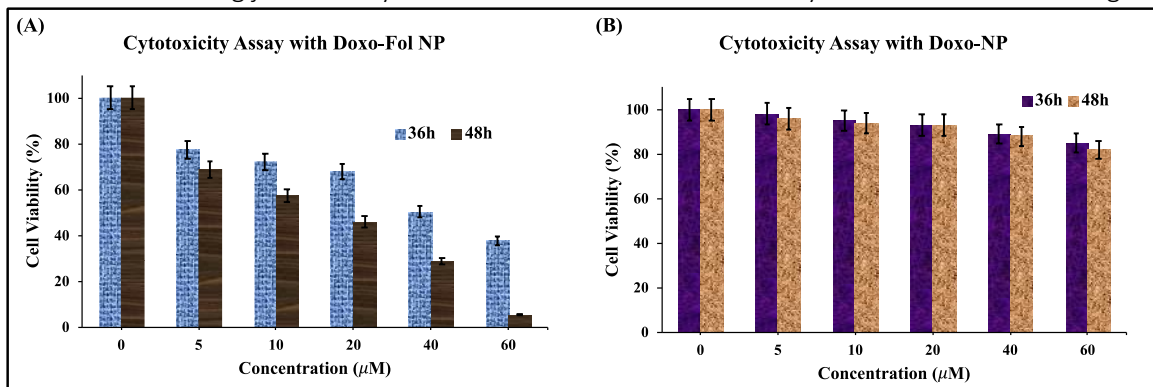 (A)
Cytotoxicity Assay with Doxo-Fol NP
36h 48h
Cell Viability (%)
100
80
60
40
20
0
0 5 10 20 40 60
Concentration (μM)
(B)
Cytotoxicity Assay with Doxo-NP
36h 48h
Cell Viability (%)
100
80
60
40
20
0
0 5 10 20 40 60
Concentration (μM)